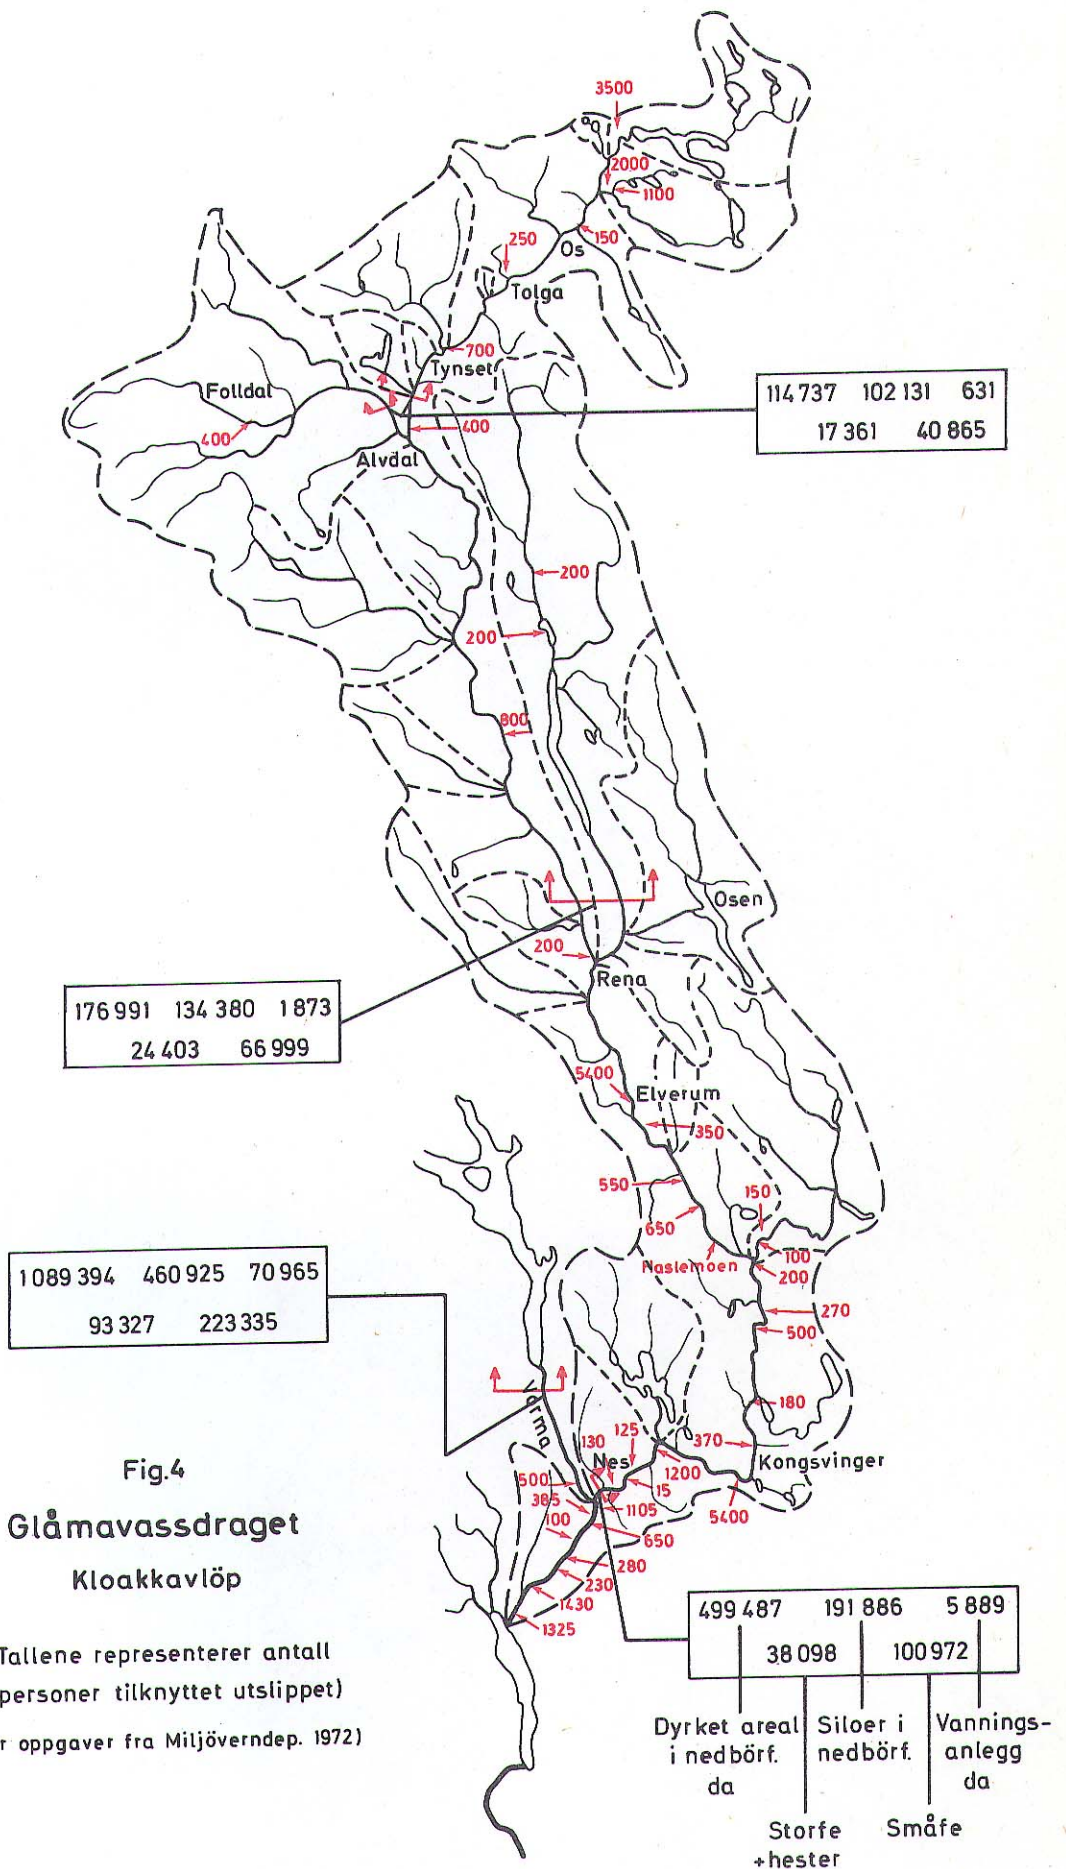 3500
2000
1100
150
Os
250
Tolga
700
Tynset
Folldal
400
400
Alvdal
114 737 102 131 631
17 361 40 865
200
200
800
Osen
200
Rena
176 991 134 380 1 873
24 403 66 999
5400
Elverum
350
550
150
650
100
Haslemoen
200
270
500
1 089 394 460 925 70 965
93 327 223 335
180
Vorma
125
130
370
Nes
Kongsvinger
1200
500
15
385
1105
5400
100
650
280
230
1430
1325
Fig.4
Glåmavassdraget
Kloakkavlöp
Tallene representerer antall
personer tilknyttet utslippet)
r oppgaver fra Miljöverndep. 1972)
499 487 191 886 5 889
38 098 100 972
Dyrket areal Siloer i Vannings-
i nedbörf. nedbörf. anlegg
da da
Storfe Småfe
+hester